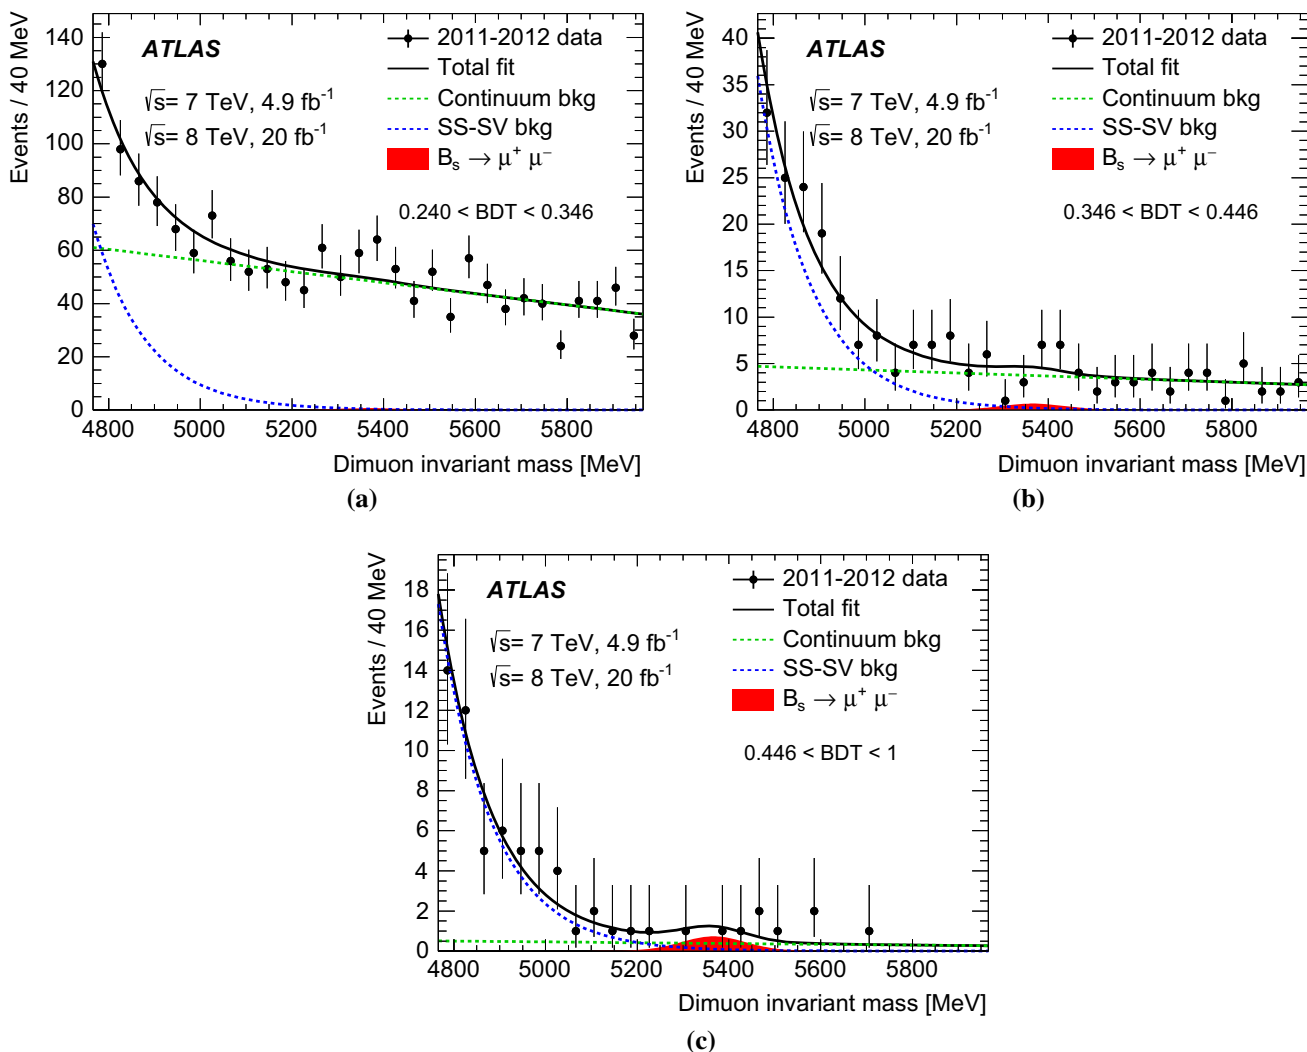 Events / 40 MeV
140
120
100
80
60
40
20
0
ATLAS
√s= 7 TeV, 4.9 fb⁻¹
√s= 8 TeV, 20 fb⁻¹
2011-2012 data
Total fit
Continuum bkg
SS-SV bkg
Bₛ → μ⁺ μ⁻
0.240 < BDT < 0.346
4800 5000 5200 5400 5600 5800
Dimuon invariant mass [MeV]
(a)
Events / 40 MeV
40
35
30
25
20
15
10
5
0
ATLAS
√s= 7 TeV, 4.9 fb⁻¹
√s= 8 TeV, 20 fb⁻¹
2011-2012 data
Total fit
Continuum bkg
SS-SV bkg
Bₛ → μ⁺ μ⁻
0.346 < BDT < 0.446
4800 5000 5200 5400 5600 5800
Dimuon invariant mass [MeV]
(b)
Events / 40 MeV
18
16
14
12
10
8
6
4
2
0
ATLAS
√s= 7 TeV, 4.9 fb⁻¹
√s= 8 TeV, 20 fb⁻¹
2011-2012 data
Total fit
Continuum bkg
SS-SV bkg
Bₛ → μ⁺ μ⁻
0.446 < BDT < 1
4800 5000 5200 5400 5600 5800
Dimuon invariant mass [MeV]
(c)